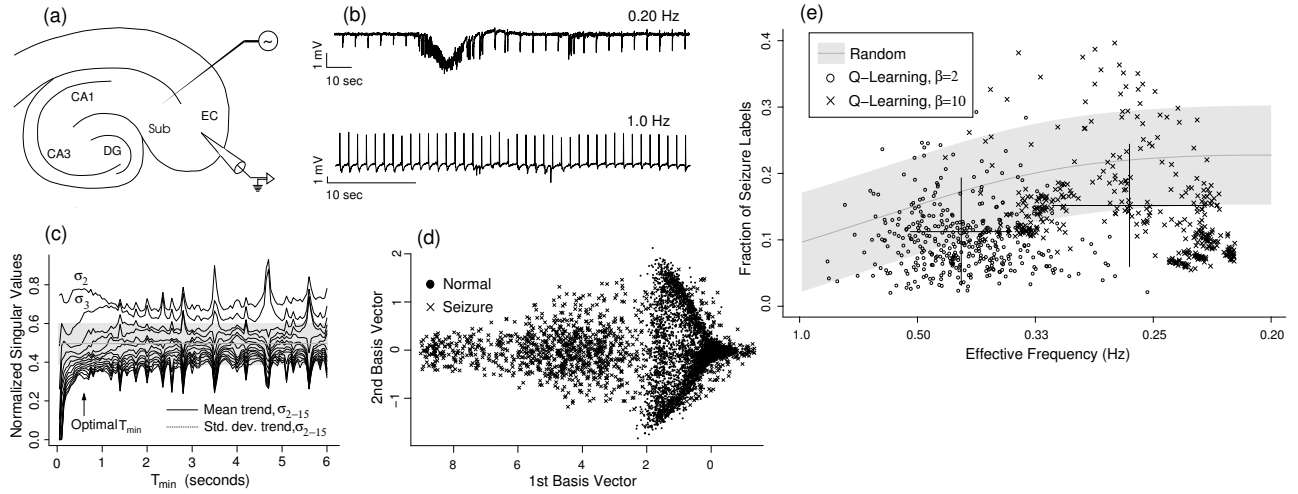 (a)
~
CA1
CA3
DG
Sub
EC
(b)
0.20 Hz
1 mV
10 sec
1.0 Hz
1 mV
10 sec
(c)
Normalized Singular Values
0.8
0.6
0.4
0.2
0.0
σ2
σ3
Optimal Tmin
Mean trend, σ2−15
Std. dev. trend, σ2−15
0 1 2 3 4 5 6
Tmin (seconds)
(d)
2nd Basis Vector
2
1
0
−1
Normal
Seizure
8 6 4 2 0
1st Basis Vector
(e)
Fraction of Seizure Labels
0.4
0.3
0.2
0.1
0.0
Random
Q−Learning, β=2
Q−Learning, β=10
1.0 0.50 0.33 0.25 0.20
Effective Frequency (Hz)